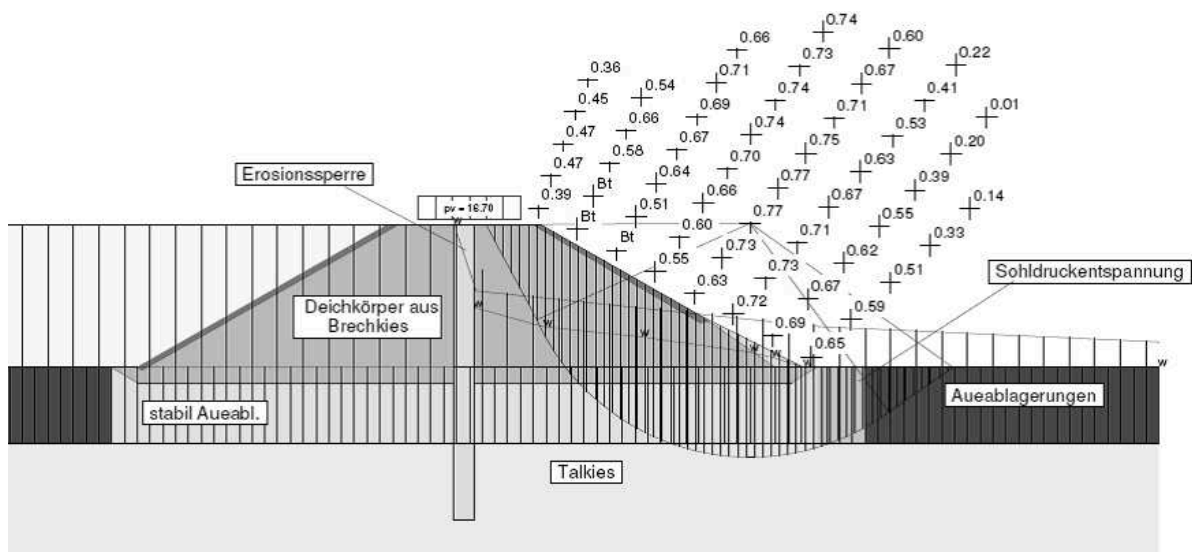 0.74
0.66
0.60
0.73
0.22
0.36
0.71
0.67
0.54
0.74
0.41
0.45
0.69
0.71
0.01
0.66
0.74
0.53
0.47
0.67
0.75
0.20
0.58
0.70
0.63
Erosionssperre
0.47
Bt
0.64
0.77
0.39
0.66
0.67
0.14
pv = 16.70
0.39
0.51
0.77
0.55
w
Bt
0.60
0.71
0.33
Bt
0.73
0.62
0.55
0.73
0.51
Sohldruckentspannung
0.63
0.67
Deichkörper aus
Brechkies
w
0.72
0.59
w
w
0.69
0.65
w
w
w
w
stabil Aueabl.
Aueablagerungen
Talkies